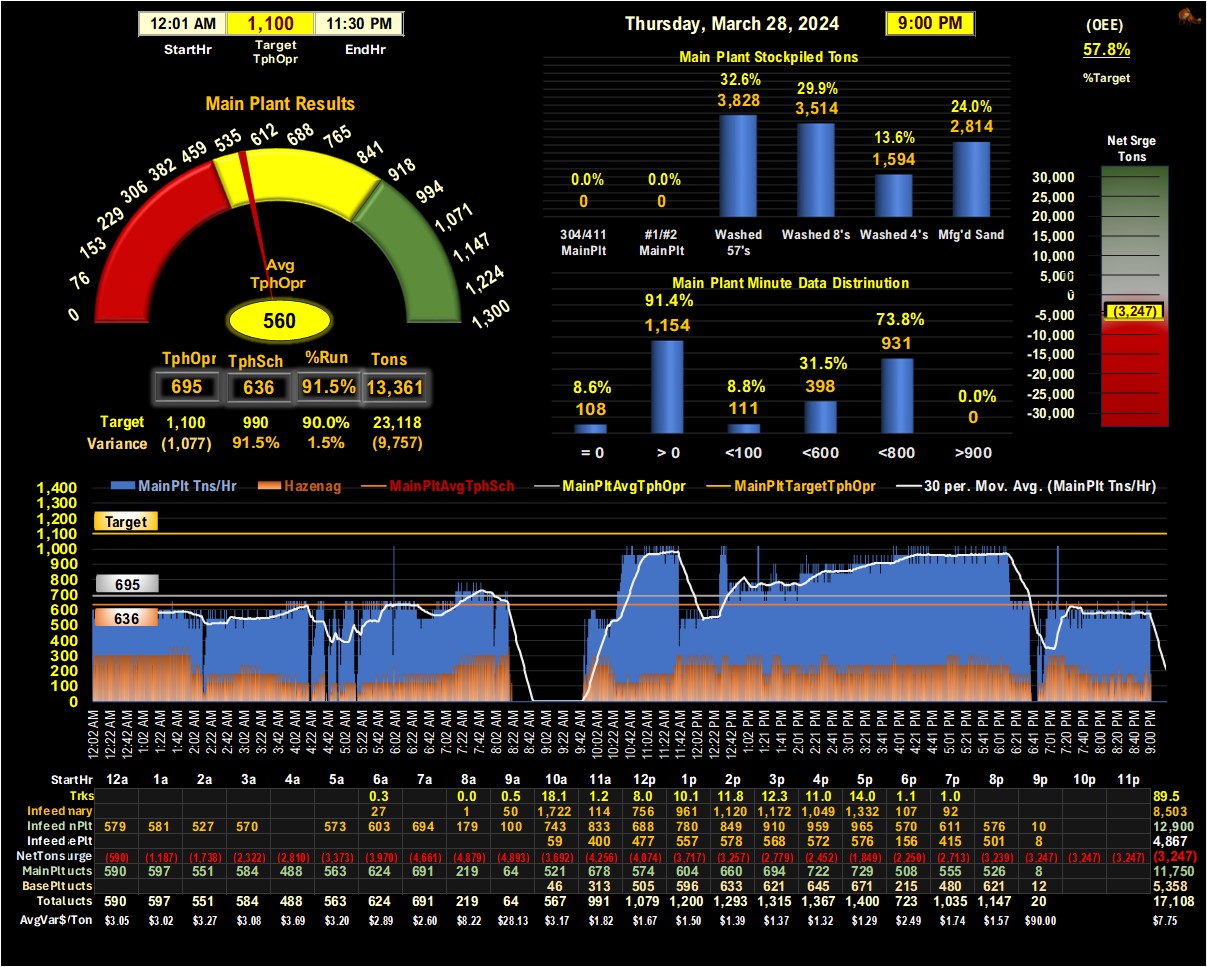 12:01 AM 1,100 11:30 PM
StartHr Target TphOpr EndHr
Thursday, March 28, 2024 9:00 PM
(OEE)
57.8%
%Target
Main Plant Results
0 76 153 229 306 382 459 535 612 688 765 841 918 994 1,071 1,147 1,224 1,300
Avg
TphOpr
560
TphOpr TphSch %Run Tons
695 636 91.5% 13,361
Target 1,100 990 90.0% 23,118
Variance (1,077) 91.5% 1.5% (9,757)
Main Plant Stockpiled Tons
0.0% 0.0% 32.6% 29.9% 13.6% 24.0%
0 0 3,828 3,514 1,594 2,814
304/411 MainPlt #1/#2 MainPlt Washed 57's Washed 8's Washed 4's Mfg'd Sand
Main Plant Minute Data Distrinution
8.6% 91.4% 8.8% 31.5% 73.8% 0.0%
108 1,154 111 398 931 0
= 0 > 0 <100 <600 <800 >900
Net Srge
Tons
30,000
25,000
20,000
15,000
10,000
5,000
0
(3,247)
-5,000
-10,000
-15,000
-20,000
-25,000
-30,000
MainPlt Tns/Hr Hazenag MainPltAvgTphSch MainPltAvgTphOpr MainPltTargetTphOpr 30 per. Mov. Avg. (MainPlt Tns/Hr)
1,400
1,300
1,200
1,100
1,000
900
800
700
600
500
400
300
200
100
0
Target
695
636
12:02 AM 12:22 AM 12:42 AM 1:02 AM 1:22 AM 1:42 AM 2:02 AM 2:22 AM 2:42 AM 3:02 AM 3:22 AM 3:42 AM 4:02 AM 4:22 AM 4:42 AM 5:02 AM 5:22 AM 5:42 AM 6:02 AM 6:22 AM 6:42 AM 7:02 AM 7:22 AM 7:42 AM 8:02 AM 8:22 AM 8:42 AM 9:02 AM 9:22 AM 9:42 AM 10:02 AM 10:22 AM 10:42 AM 11:02 AM 11:22 AM 11:42 AM 12:02 PM 12:22 PM 12:42 PM 1:02 PM 1:21 PM 1:41 PM 2:01 PM 2:21 PM 2:41 PM 3:01 PM 3:21 PM 3:41 PM 4:01 PM 4:21 PM 4:41 PM 5:01 PM 5:21 PM 5:41 PM 6:01 PM 6:21 PM 6:41 PM 7:01 PM 7:20 PM 7:40 PM 8:00 PM 8:20 PM 8:40 PM 9:00 PM
StartHr 12a 1a 2a 3a 4a 5a 6a 7a 8a 9a 10a 11a 12p 1p 2p 3p 4p 5p 6p 7p 8p 9p 10p 11p
Trks 0.3 0.0 0.5 18.1 1.2 8.0 10.1 11.8 12.3 11.0 14.0 1.1 1.0 89.5
Infeed nary 27 1 50 1,722 114 756 961 1,120 1,172 1,049 1,332 107 92 8,503
Infeed nPlt 579 581 527 570 573 603 694 179 100 743 833 688 780 849 910 959 965 570 611 576 10 12,900
Infeed ePlt 59 400 477 557 578 568 564 576 156 415 501 8 4,867
NetTonsurge (590) (1,187) (1,738) (2,322) (2,810) (3,373) (3,970) (4,661) (4,879) (4,893) (3,692) (4,256) (4,074) (3,717) (3,257) (2,779) (2,452) (1,849) (2,250) (2,713) (3,239) (3,247) (3,247) (3,247) (3,247)
MainPlt ucts 590 597 551 584 488 563 624 691 219 64 521 678 574 604 660 694 722 729 508 555 526 8 11,750
BasePlt ucts 46 313 505 596 633 621 645 671 215 480 621 12 5,358
Total ucts 590 597 551 584 488 563 624 691 219 64 567 991 1,079 1,200 1,293 1,315 1,367 1,400 723 1,035 1,147 20 17,108
AvgVar$/Ton $3.05 $3.02 $3.27 $3.08 $3.69 $3.20 $2.89 $2.60 $8.22 $28.13 $3.17 $1.82 $1.67 $1.50 $1.39 $1.37 $1.32 $1.29 $2.49 $1.74 $1.57 $90.00 $7.75